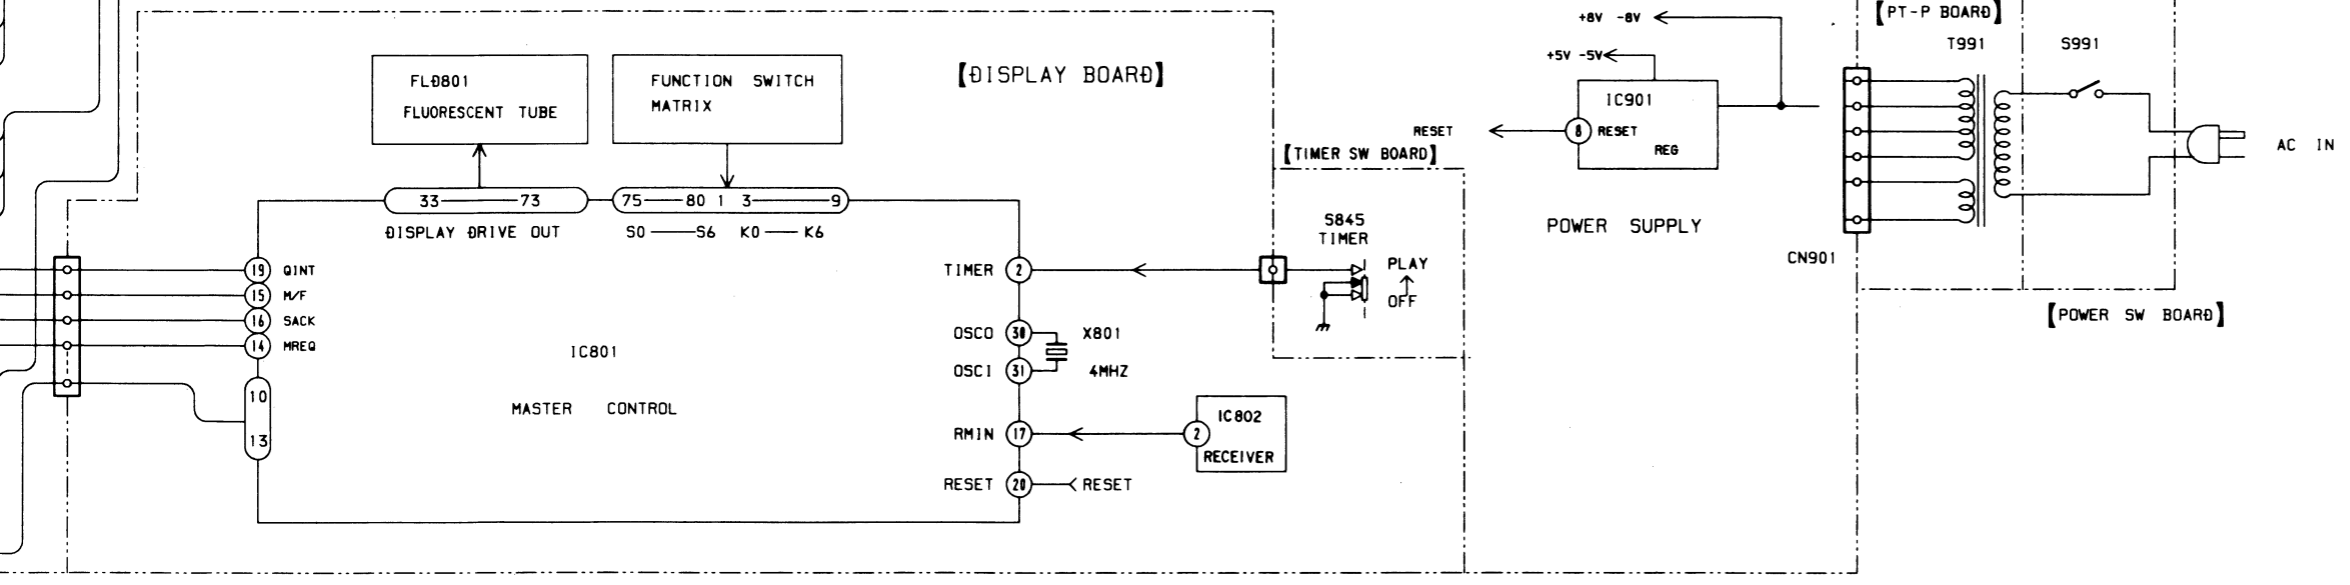 +8V -8V
【PT-P BOARD】
T991
S991
+5V -5V
FLD801
FLUORESCENT TUBE
FUNCTION SWITCH
MATRIX
【DISPLAY BOARD】
IC901
8 RESET
REG
RESET
AC IN
【TIMER SW BOARD】
33 73
75 80 1 3 9
DISPLAY DRIVE OUT
S0 S6 K0 K6
S845
TIMER
POWER SUPPLY
CN901
19 QINT
15 M/F
16 SACK
14 MREQ
10
13
TIMER 2
PLAY
OFF
【POWER SW BOARD】
OSCO 30
X801
OSCI 31
4MHZ
IC801
MASTER CONTROL
RMIN 17
IC802
2
RECEIVER
RESET 20 RESET